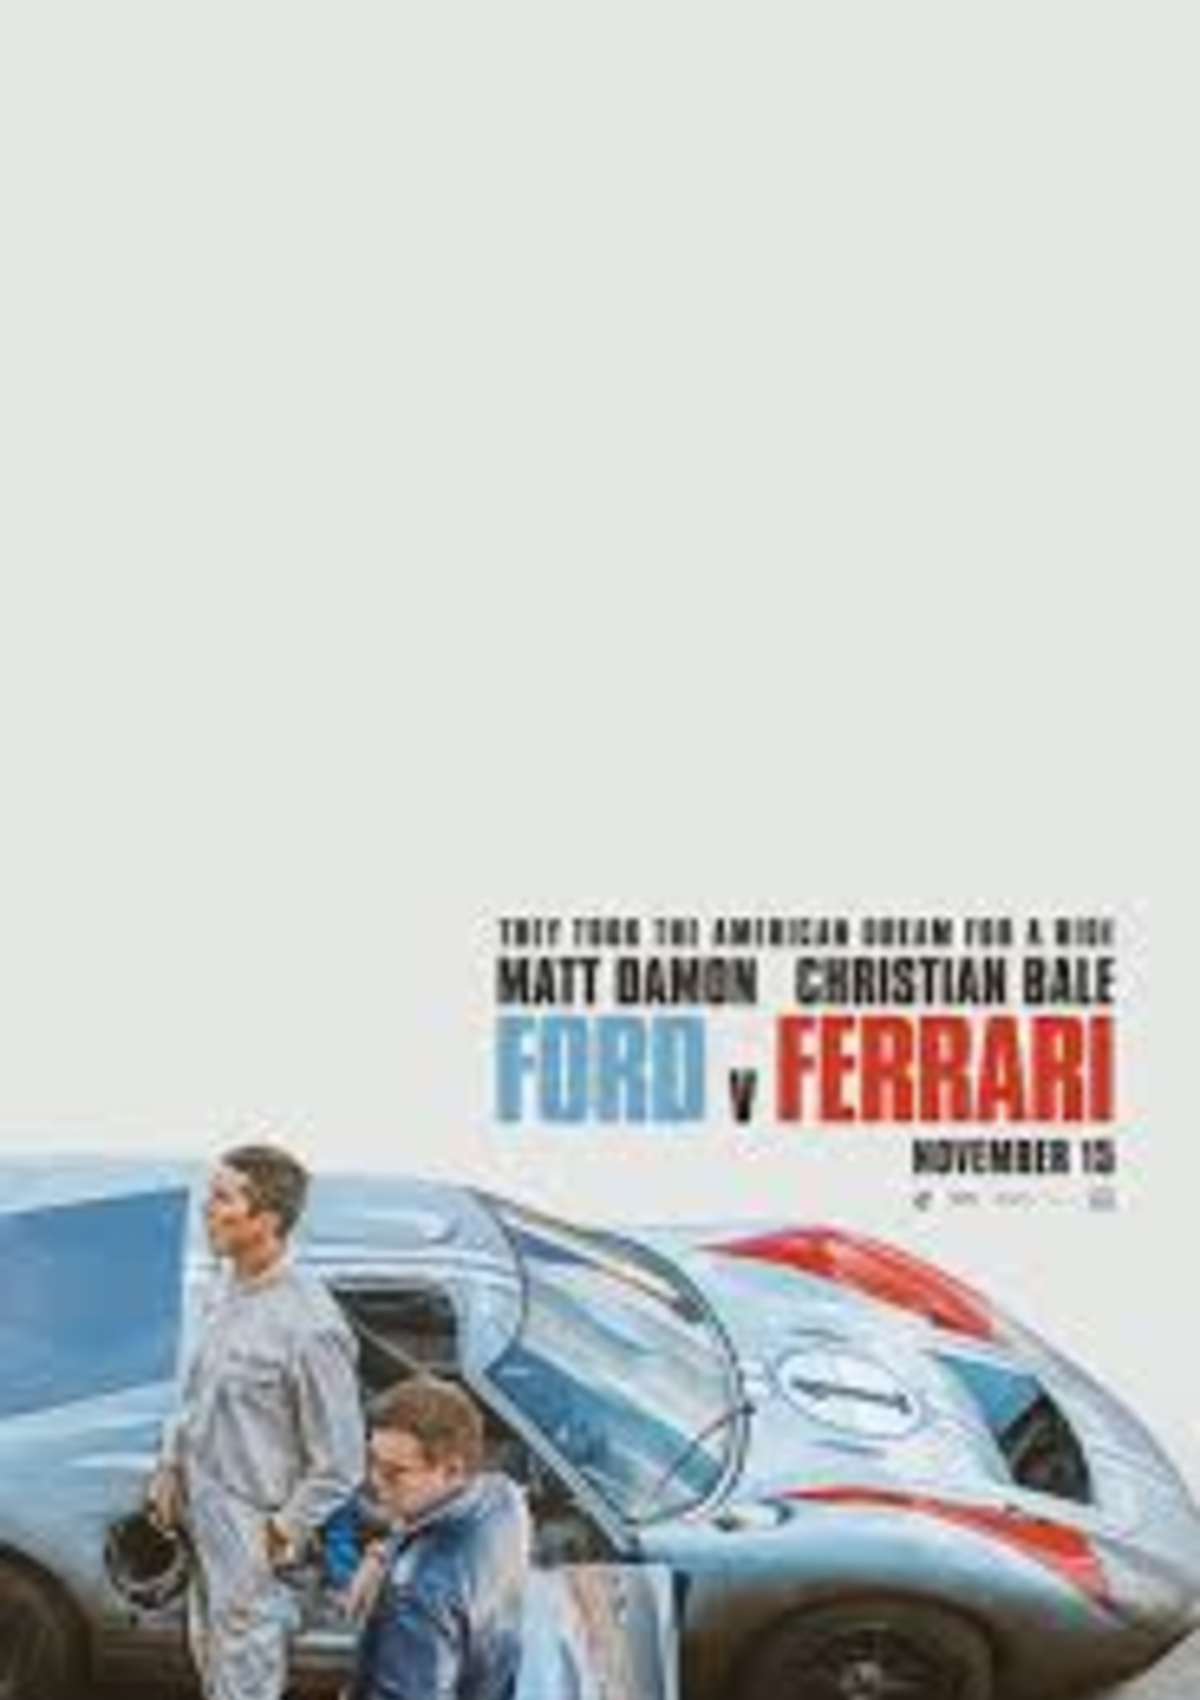 THEY TOOK THE AMERICAN DREAM FOR A RIDE
MATT DAMON CHRISTIAN BALE
FORD v FERRARI
NOVEMBER 15